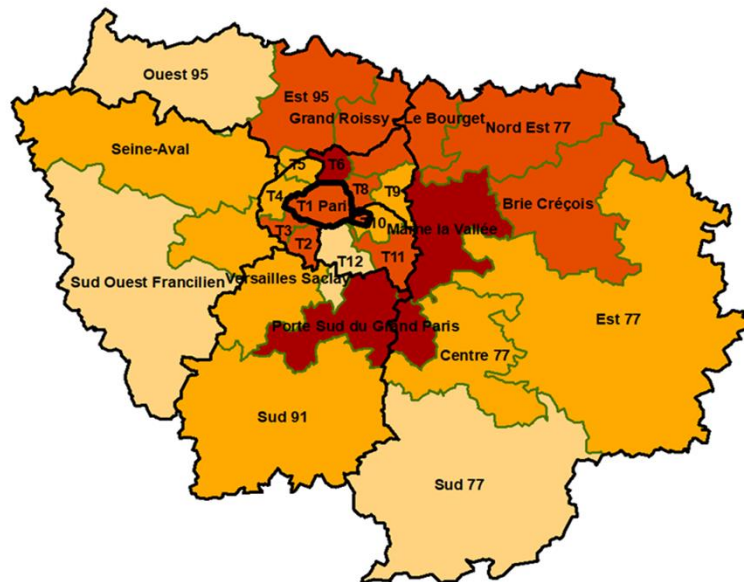 Ouest 95
Est 95
Grand Roissy
Le Bourget
Nord Est 77
Seine-Aval
T5
T6
T8
T9
T4
T1 Paris
Brie Créçois
T10
Marne la Vallée
T3
T2
T12
T11
Sud Ouest Francilien
Versailles Saclay
Porte Sud du Grand Paris
Est 77
Centre 77
Sud 91
Sud 77